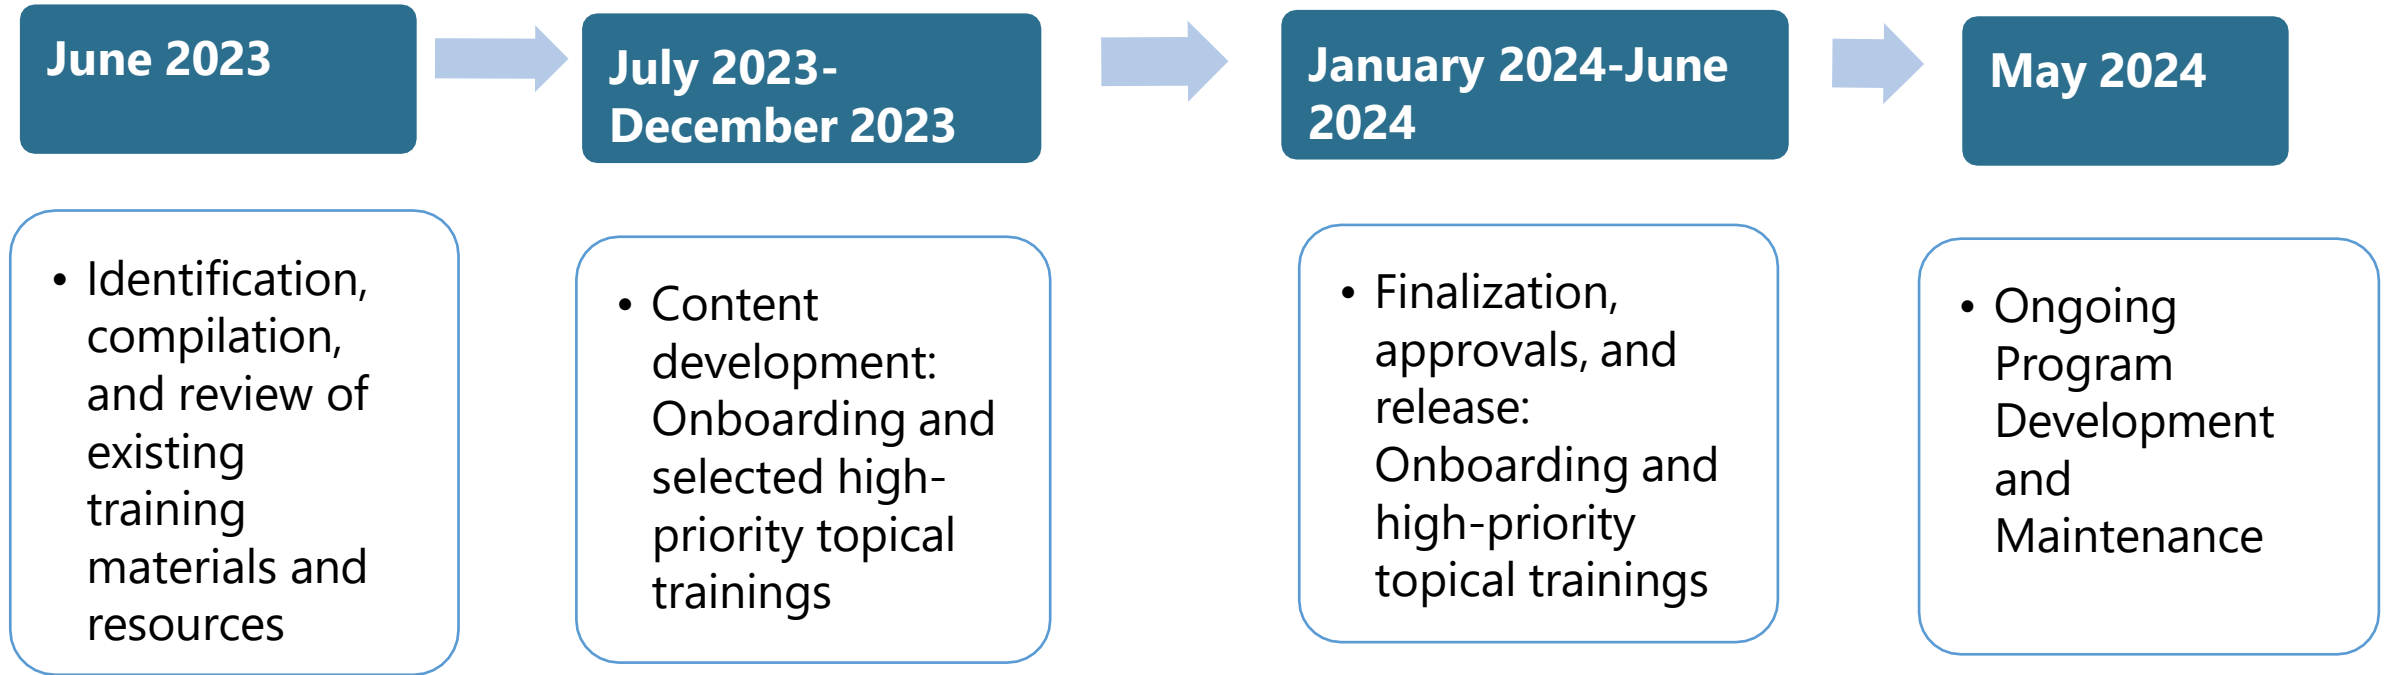 June 2023
July 2023-
December 2023
January 2024-June
2024
May 2024
• Identification,
compilation,
and review of
existing
training
materials and
resources
• Content
development:
Onboarding and
selected high-
priority topical
trainings
• Finalization,
approvals, and
release:
Onboarding and
high-priority
topical trainings
• Ongoing
Program
Development
and
Maintenance